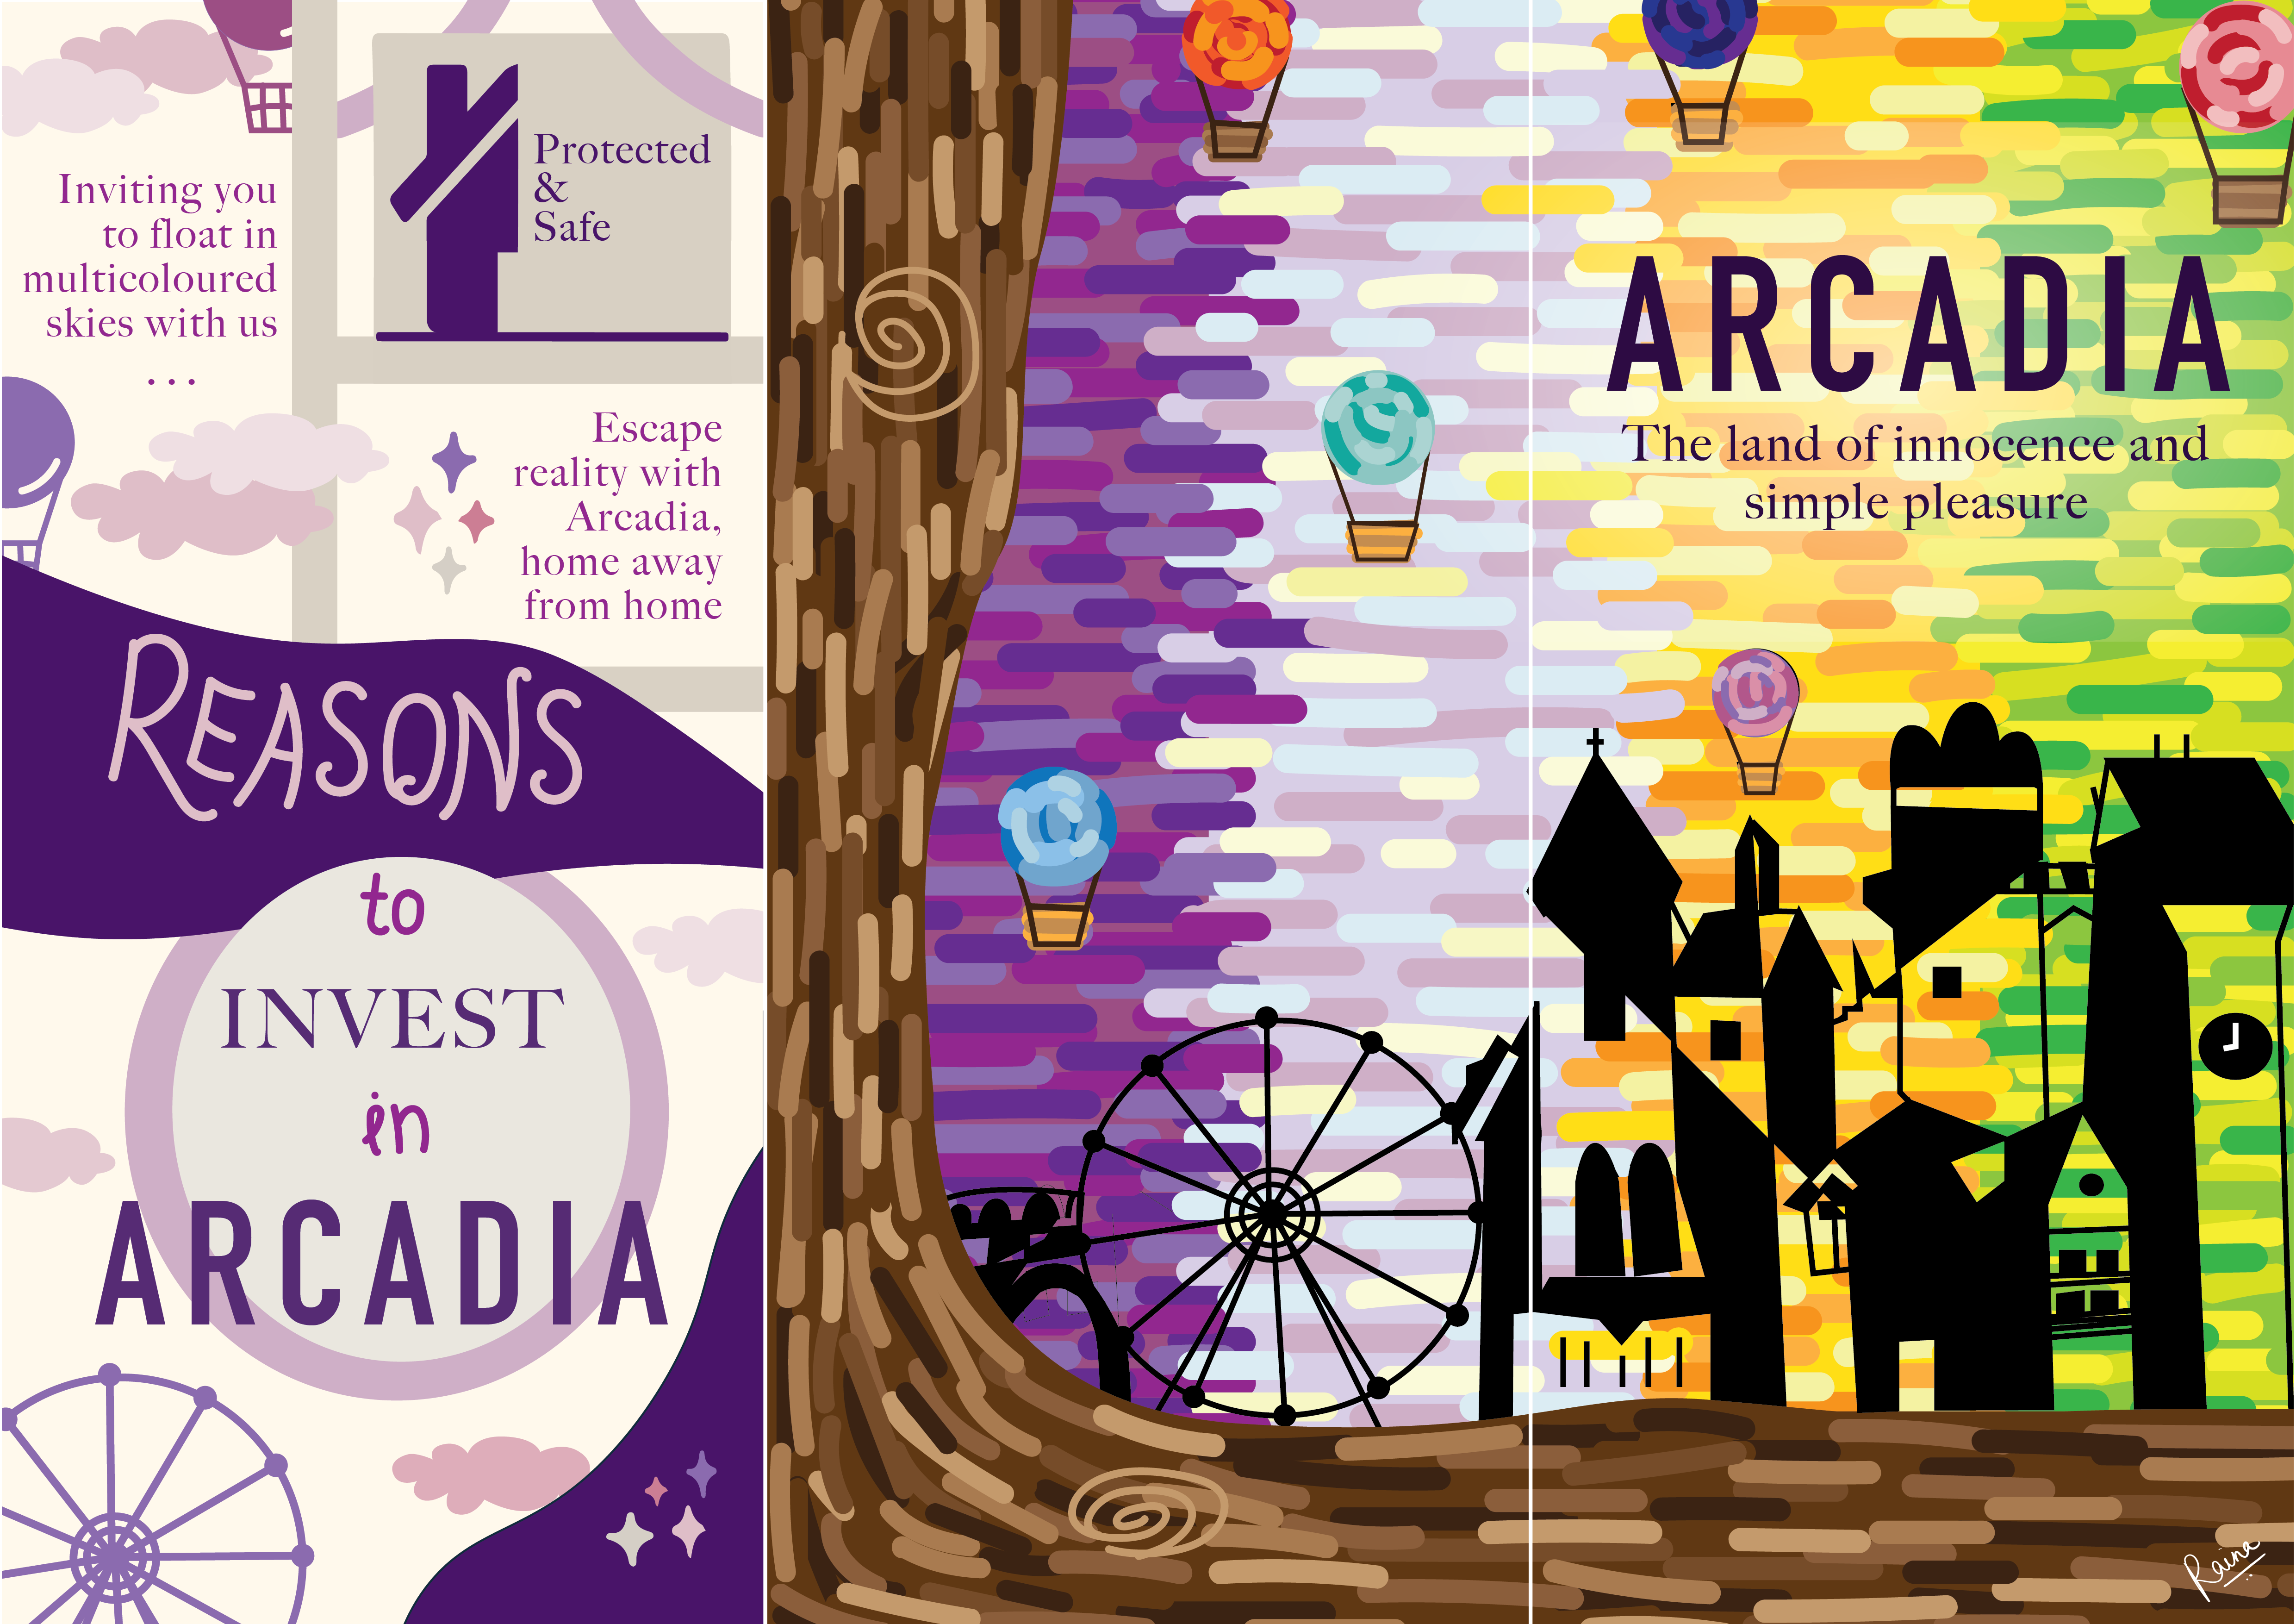 Inviting you
to float in
multicoloured
skies with us
...
Protected
&
Safe
Escape
reality with
Arcadia,
home away
from home
REASONS
to
INVEST
in
ARCADIA
ARCADIA
The land of innocence and
simple pleasure
Raina